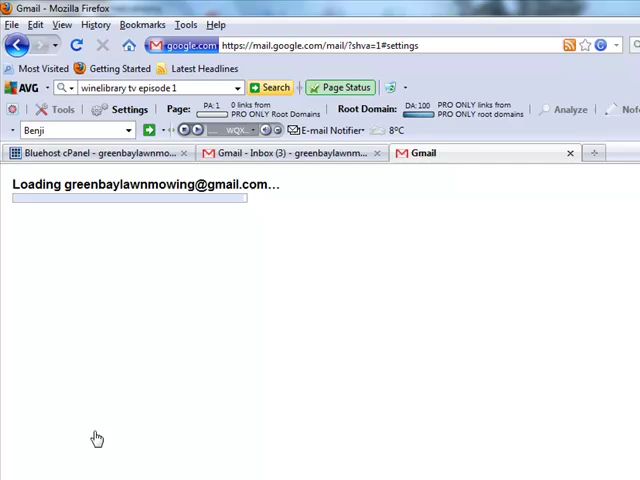 Gmail - Mozilla Firefox
File Edit View History Bookmarks Tools Help
google.com https://mail.google.com/mail/?shva=1#settings
Most Visited Getting Started Latest Headlines
AVG winelibrary tv episode 1 Search Page Status
Tools Settings Page: PA: 1 0 links from PRO ONLY Root Domain Root Domain: DA: 100 PRO ONLY links from PRO ONLY root domains Analyze
Benji WQX... E-mail Notifier 8°C
Bluehost cPanel - greenbaylawnmo... Gmail - Inbox (3) - greenbaylawnm... Gmail
Loading greenbaylawnmowing@gmail.com…